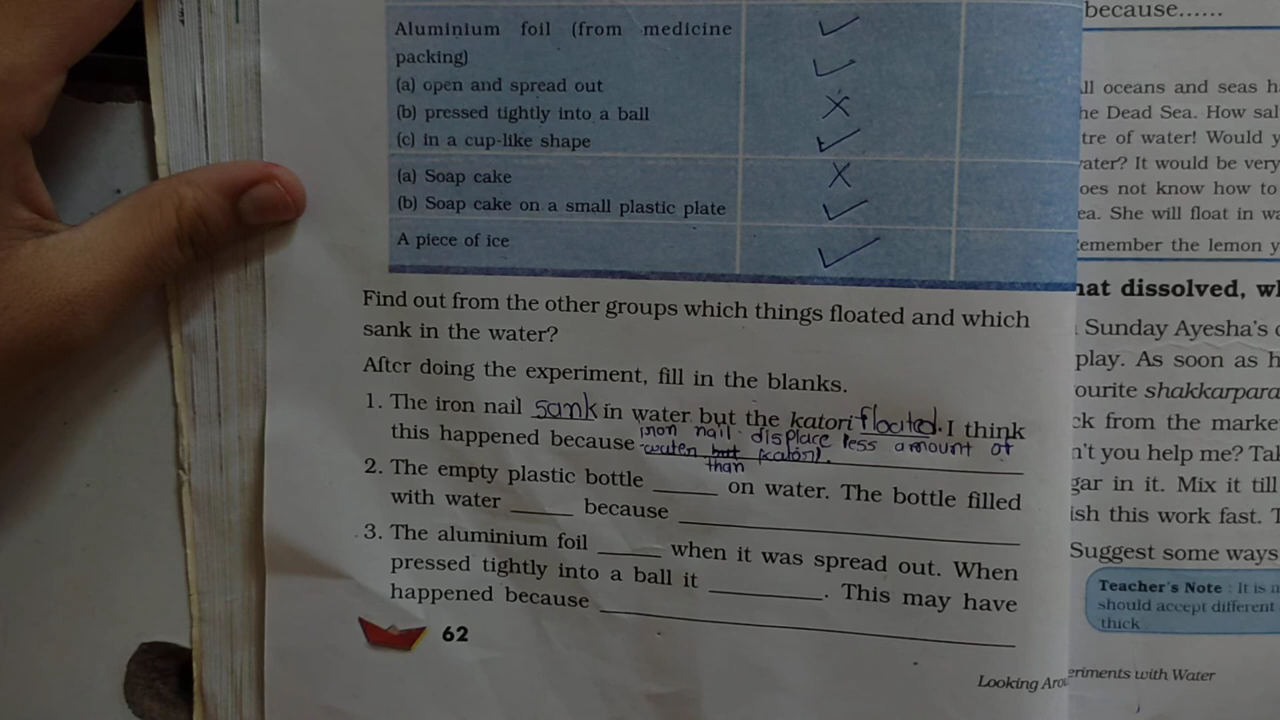 Aluminium foil (from medicine
packing)
(a) open and spread out
(b) pressed tightly into a ball
(c) in a cup-like shape
(a) Soap cake
(b) Soap cake on a small plastic plate
A piece of ice
Find out from the other groups which things floated and which
sank in the water?
After doing the experiment, fill in the blanks.
1. The iron nail sank in water but the katori floated. I think
this happened because iron nail displace less amount of
water than katori.
2. The empty plastic bottle ______ on water. The bottle filled
with water ______ because ______
3. The aluminium foil ______ when it was spread out. When
pressed tightly into a ball it ______. This may have
happened because ______
62
Looking
because......
ll oceans and seas h
he Dead Sea. How sal
tre of water! Would y
ater? It would be very
oes not know how to
ea. She will float in wa
emember the lemon y
hat dissolved, wh
Sunday Ayesha's
play. As soon as h
ourite shakkarpara
ck from the marke
n't you help me? Tak
gar in it. Mix it till
ish this work fast. T
Suggest some ways
Teacher's Note : It is n
should accept different
thick
eriments with Water